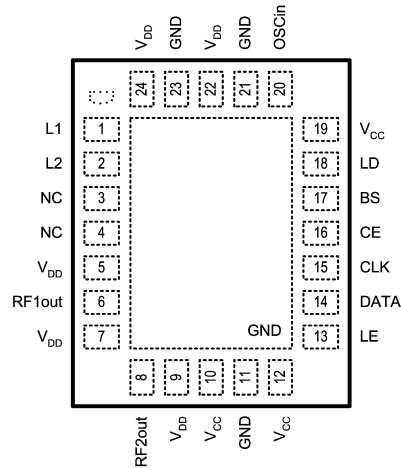 V_DD GND V_DD GND OSCin
24 23 22 21 20
L1 1 19 V_CC
L2 2 18 LD
NC 3 17 BS
NC 4 16 CE
V_DD 5 15 CLK
RF1out 6 14 DATA
V_DD 7 GND 13 LE
8 9 10 11 12
RF2out V_DD V_CC GND V_CC